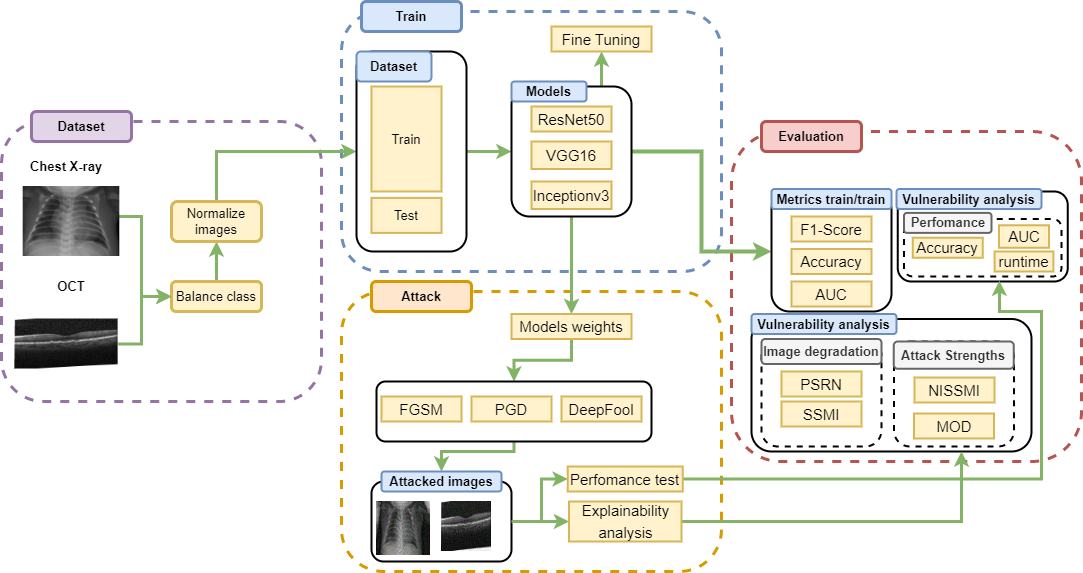 Dataset
Chest X-ray
OCT
Normalize
images
Balance class
Train
Dataset
Train
Test
Models
ResNet50
VGG16
Inceptionv3
Fine Tuning
Attack
Models weights
FGSM
PGD
DeepFool
Attacked images
Perfomance test
Explainability
analysis
Evaluation
Metrics train/train
F1-Score
Accuracy
AUC
Vulnerability analysis
Perfomance
Accuracy
AUC
runtime
Vulnerability analysis
Image degradation
PSRN
SSMI
Attack Strengths
NISSMI
MOD